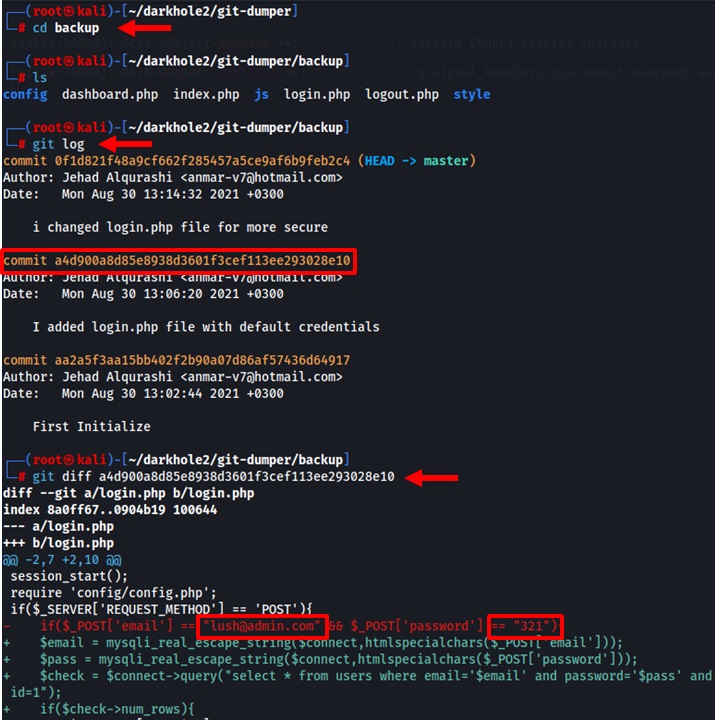 ┌──(root㉿kali)-[~/darkhole2/git-dumper]
└─# cd backup
┌──(root㉿kali)-[~/darkhole2/git-dumper/backup]
└─# ls
config dashboard.php index.php js login.php logout.php style
┌──(root㉿kali)-[~/darkhole2/git-dumper/backup]
└─# git log
commit 0f1d821f48a9cf662f285457a5ce9af6b9feb2c4 (HEAD -> master)
Author: Jehad Alqurashi <anmar-v7@hotmail.com>
Date:   Mon Aug 30 13:14:32 2021 +0300
i changed login.php file for more secure
commit a4d900a8d85e8938d3601f3cef113ee293028e10
Author: Jehad Alqurashi <anmar-v7@hotmail.com>
Date:   Mon Aug 30 13:06:20 2021 +0300
I added login.php file with default credentials
commit aa2a5f3aa15bb402f2b90a07d86af57436d64917
Author: Jehad Alqurashi <anmar-v7@hotmail.com>
Date:   Mon Aug 30 13:02:44 2021 +0300
First Initialize
┌──(root㉿kali)-[~/darkhole2/git-dumper/backup]
└─# git diff a4d900a8d85e8938d3601f3cef113ee293028e10
diff --git a/login.php b/login.php
index 8a0ff67..0904b19 100644
--- a/login.php
+++ b/login.php
@@ -2,7 +2,10 @@
session_start();
require 'config/config.php';
if($_SERVER['REQUEST_METHOD'] == 'POST'){
-    if($_POST['email'] == "lush@admin.com" && $_POST['password'] == "321")
+    $email = mysqli_real_escape_string($connect,htmlspecialchars($_POST['email']));
+    $pass = mysqli_real_escape_string($connect,htmlspecialchars($_POST['password']));
+    $check = $connect->query("select * from users where email='$email' and password='$pass' and
id=1");
+    if($check->num_rows){